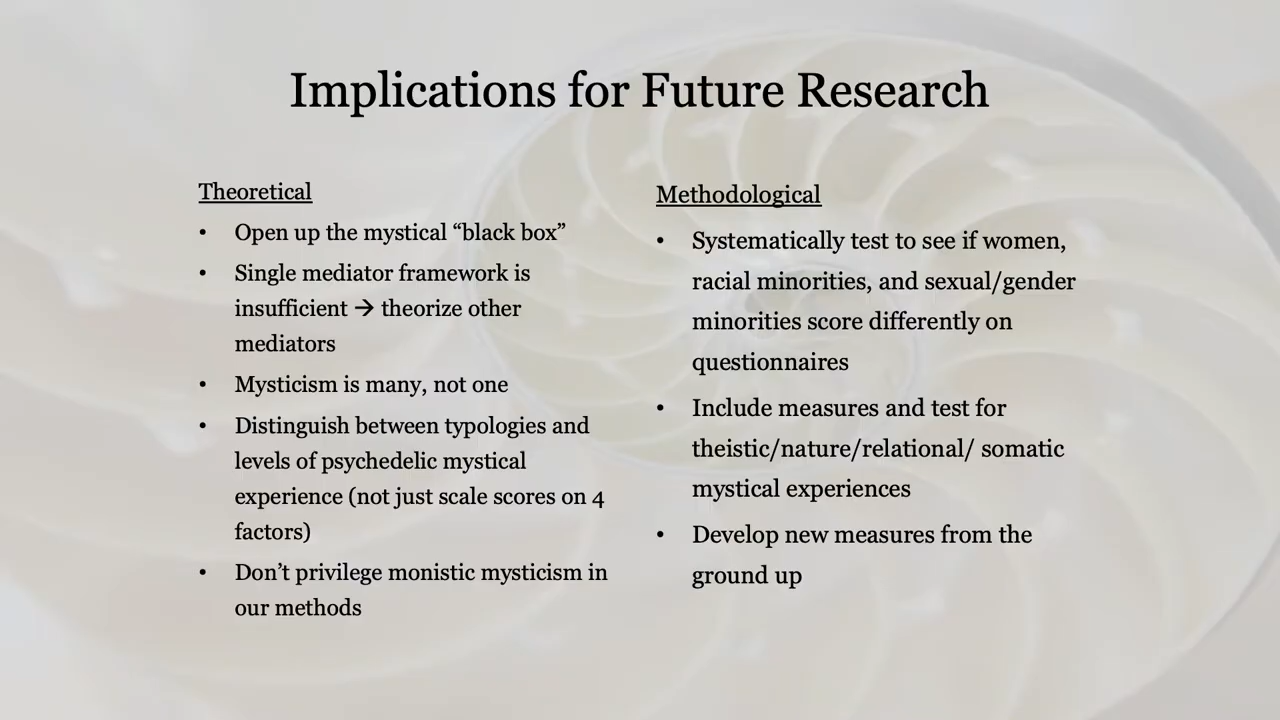 Implications for Future Research
Theoretical
• Open up the mystical “black box”
• Single mediator framework is
insufficient → theorize other
mediators
• Mysticism is many, not one
• Distinguish between typologies and
levels of psychedelic mystical
experience (not just scale scores on 4
factors)
• Don’t privilege monistic mysticism in
our methods
Methodological
• Systematically test to see if women,
racial minorities, and sexual/gender
minorities score differently on
questionnaires
• Include measures and test for
theistic/nature/relational/ somatic
mystical experiences
• Develop new measures from the
ground up